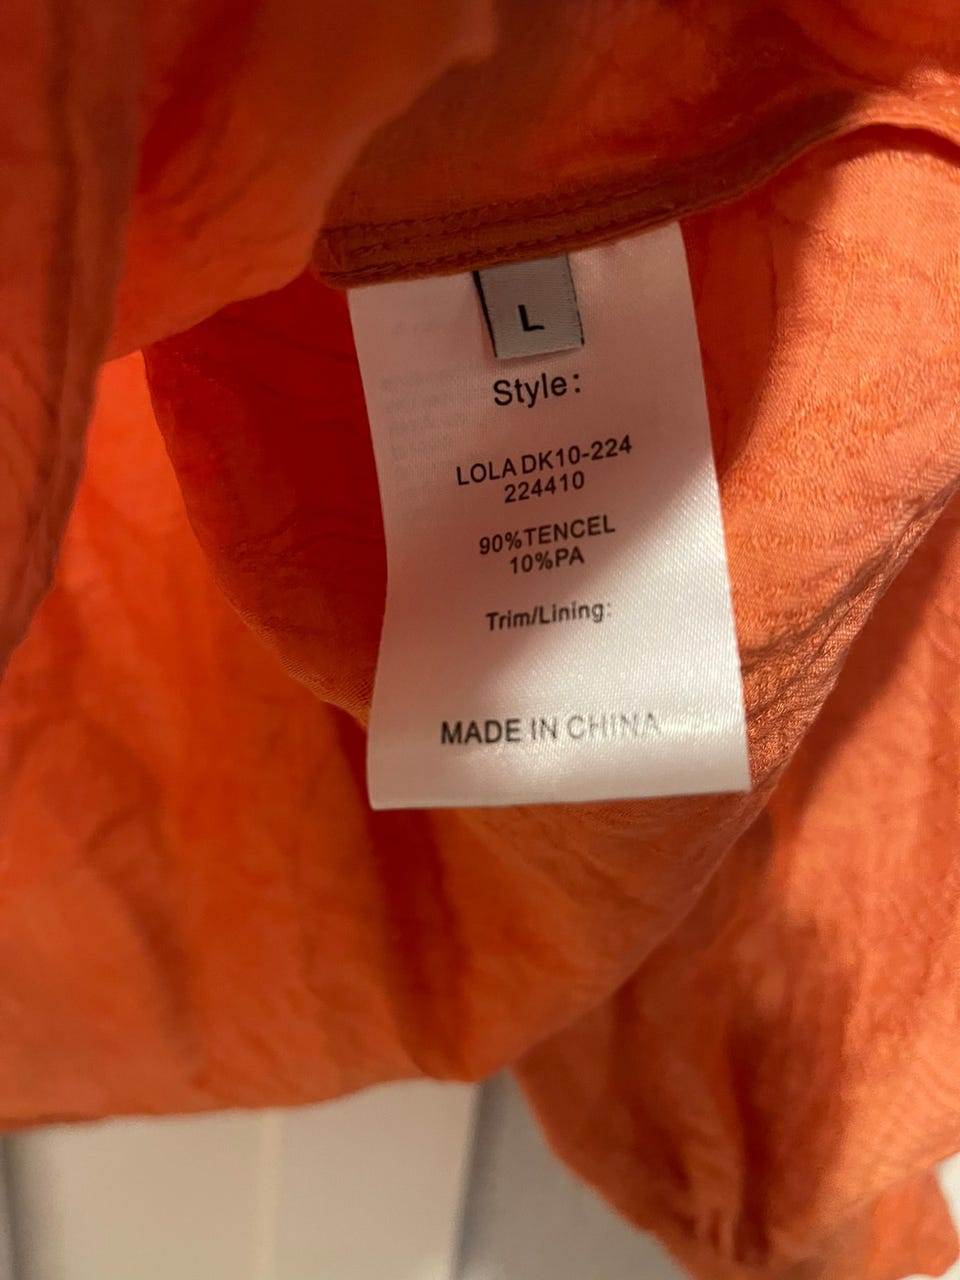 L
Style:
LOLA DK10-224
224410
90%TENCEL
10%PA
Trim/Lining:
MADE IN CHINA